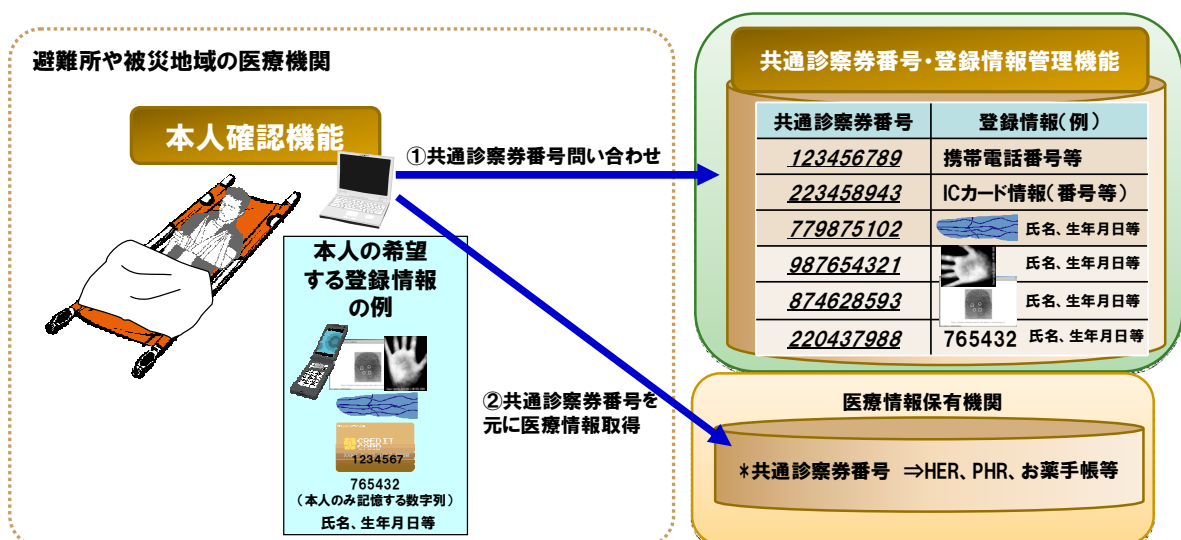 避難所や被災地域の医療機関
本人確認機能
①共通診察券番号問い合わせ
本人の希望
する登録情報
の例
CREDIT
CARD
1234567
765432
（本人のみ記憶する数字列）
氏名、生年月日等
②共通診察券番号を
元に医療情報取得
共通診察券番号・登録情報管理機能
共通診察券番号 登録情報（例）
123456789 携帯電話番号等
223458943 ICカード情報（番号等）
779875102 氏名、生年月日等
987654321 氏名、生年月日等
874628593 氏名、生年月日等
220437988 765432 氏名、生年月日等
医療情報保有機関
*共通診察券番号 ⇒HER、PHR、お薬手帳等